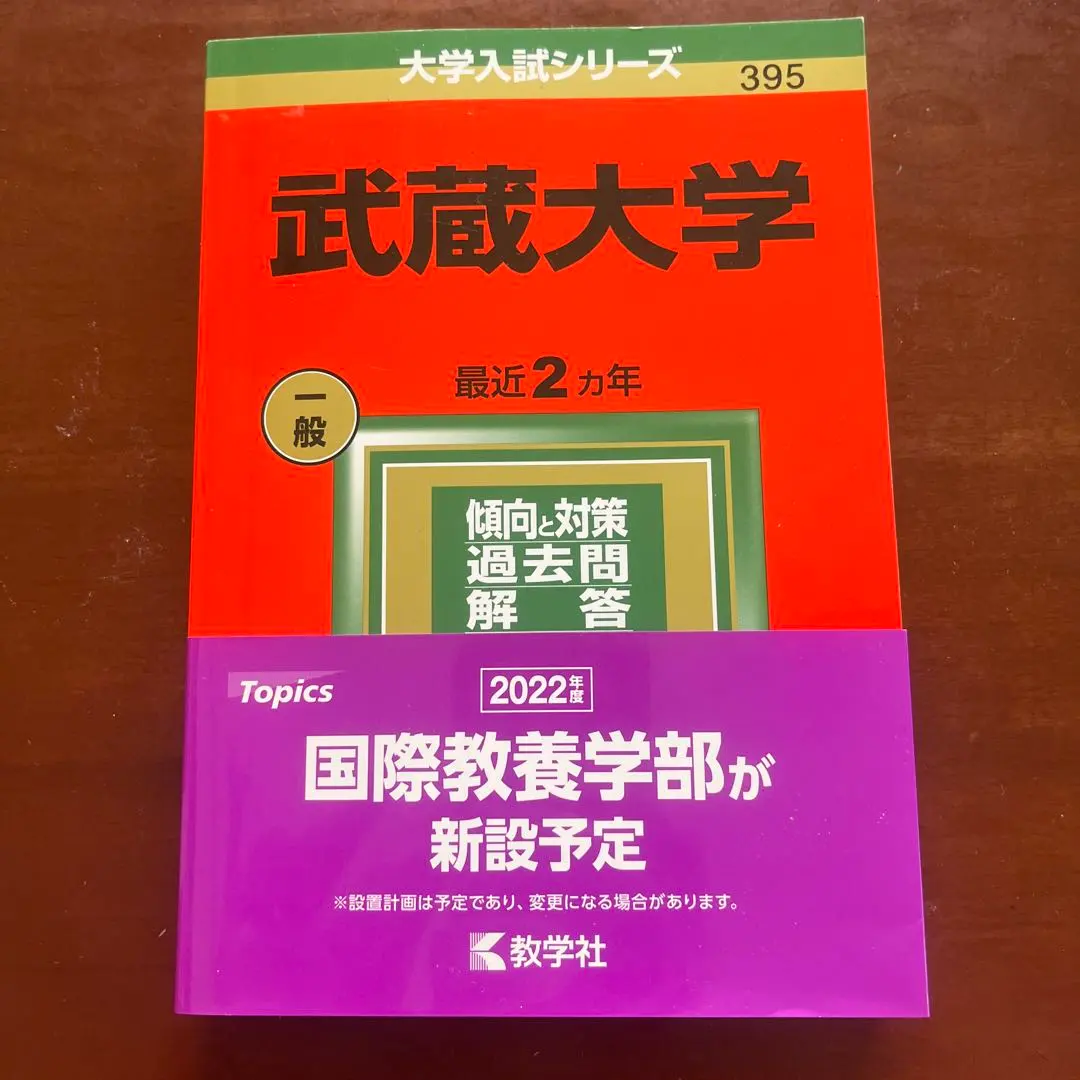 大学入試シリーズ
395
武蔵大学
最近2ヵ年
一般
傾向と対策
過去問
解答
Topics
2022年度
国際教養学部が
新設予定
※設置計画は予定であり、変更になる場合があります。
教学社